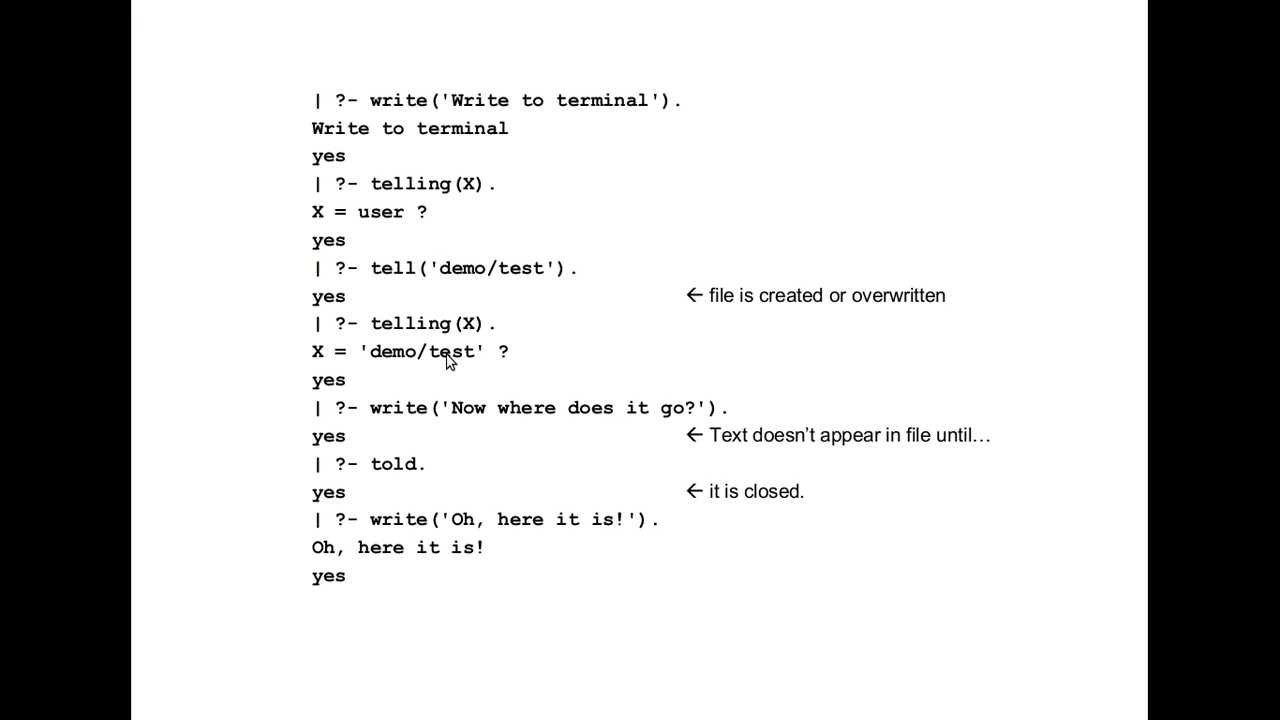 | ?- write('Write to terminal').
Write to terminal
yes
| ?- telling(X).
X = user ?
yes
| ?- tell('demo/test').
yes ← file is created or overwritten
| ?- telling(X).
X = 'demo/test' ?
yes
| ?- write('Now where does it go?').
yes ← Text doesn’t appear in file until…
| ?- told.
yes ← it is closed.
| ?- write('Oh, here it is!').
Oh, here it is!
yes